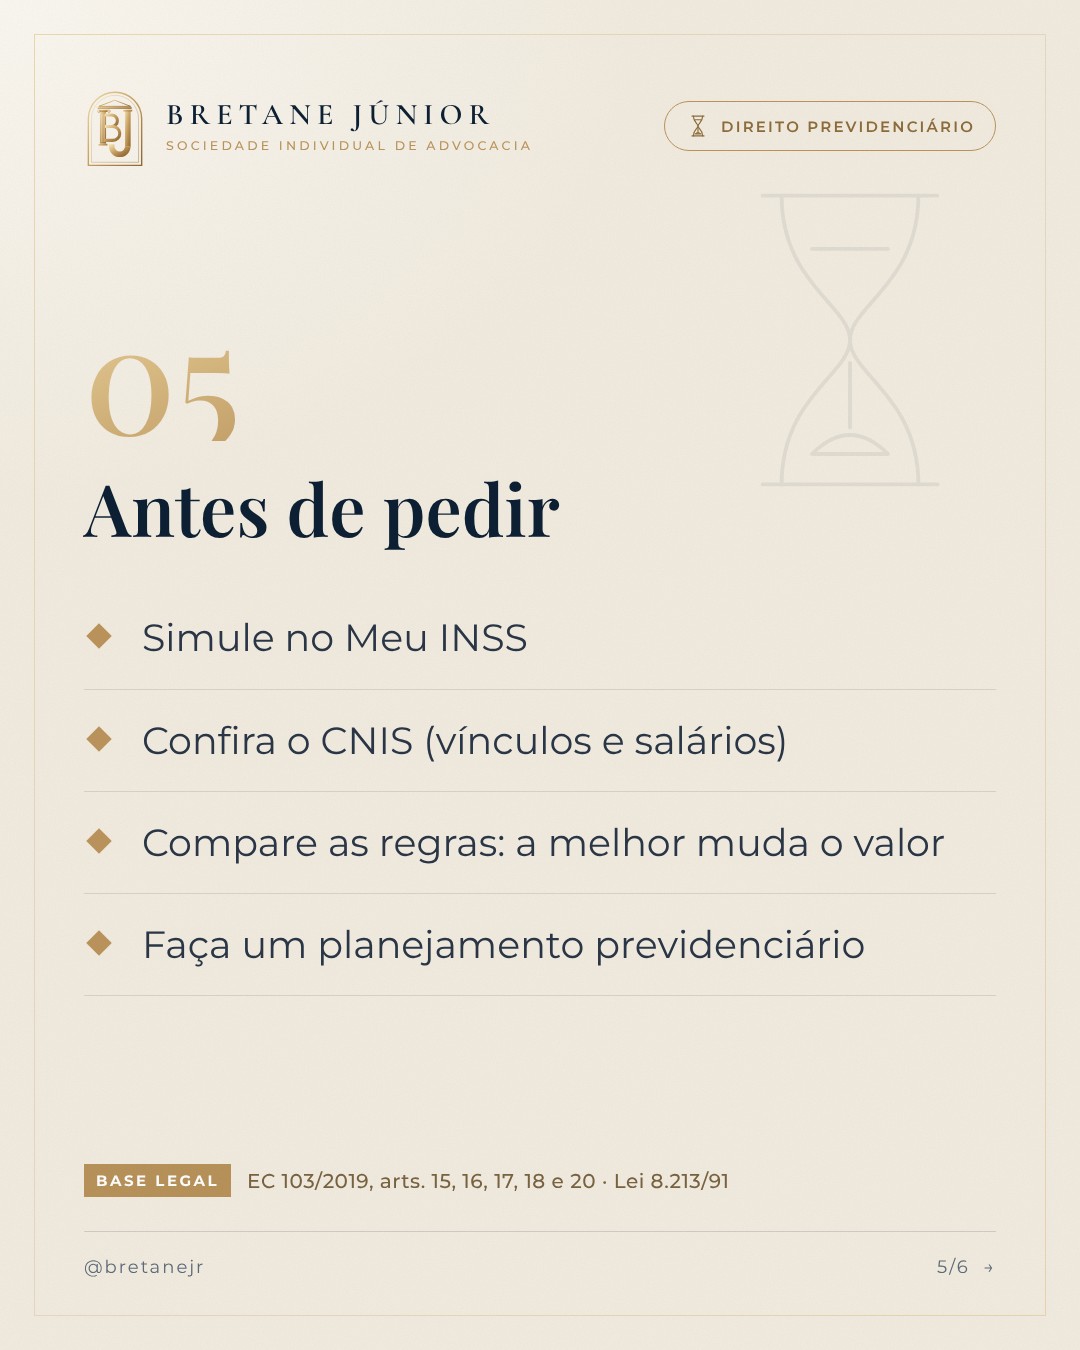 BJ
BRETANE JÚNIOR
SOCIEDADE INDIVIDUAL DE ADVOCACIA
DIREITO PREVIDENCIÁRIO
05
Antes de pedir
◆ Simule no Meu INSS
◆ Confira o CNIS (vínculos e salários)
◆ Compare as regras: a melhor muda o valor
◆ Faça um planejamento previdenciário
BASE LEGAL EC 103/2019, arts. 15, 16, 17, 18 e 20 · Lei 8.213/91
@bretanejr
5/6 →